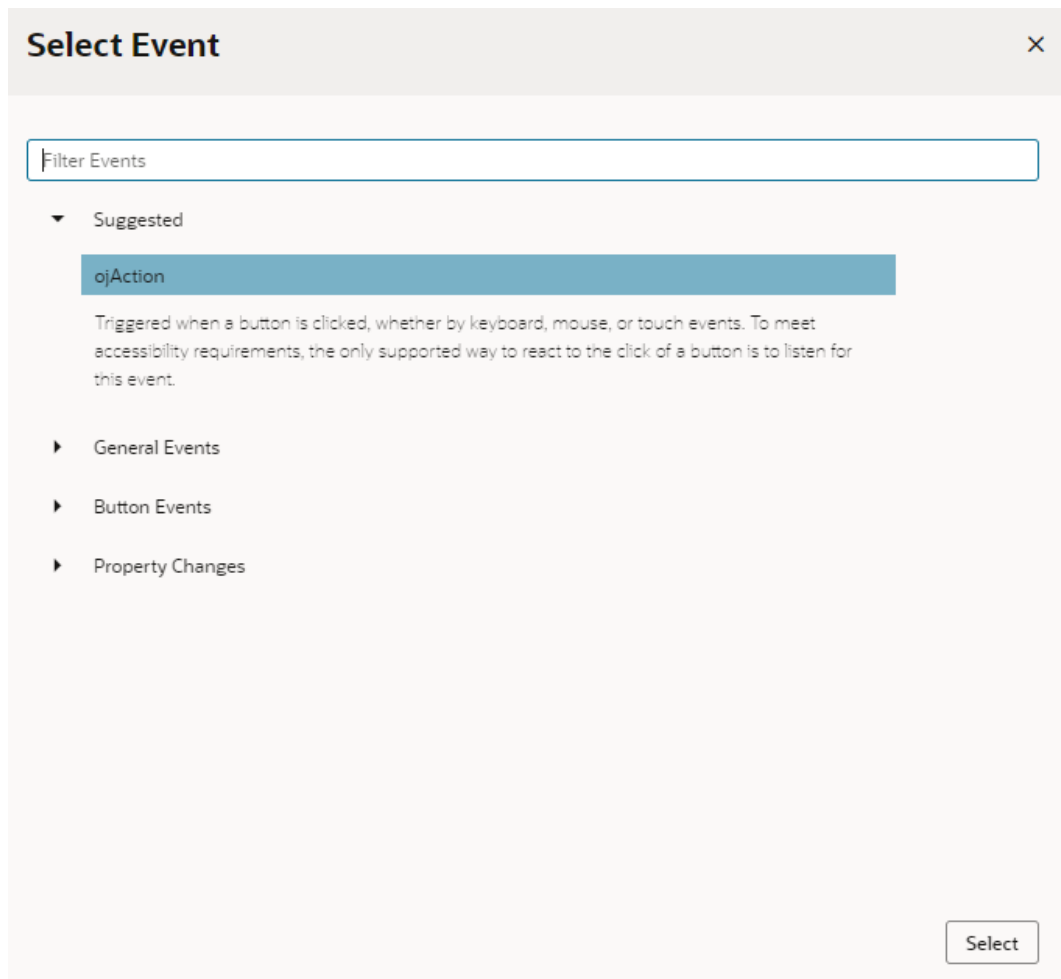 Select Event
Filter Events
Suggested
ojAction
Triggered when a button is clicked, whether by keyboard, mouse, or touch events. To meet
accessibility requirements, the only supported way to react to the click of a button is to listen for
this event.
General Events
Button Events
Property Changes
Select